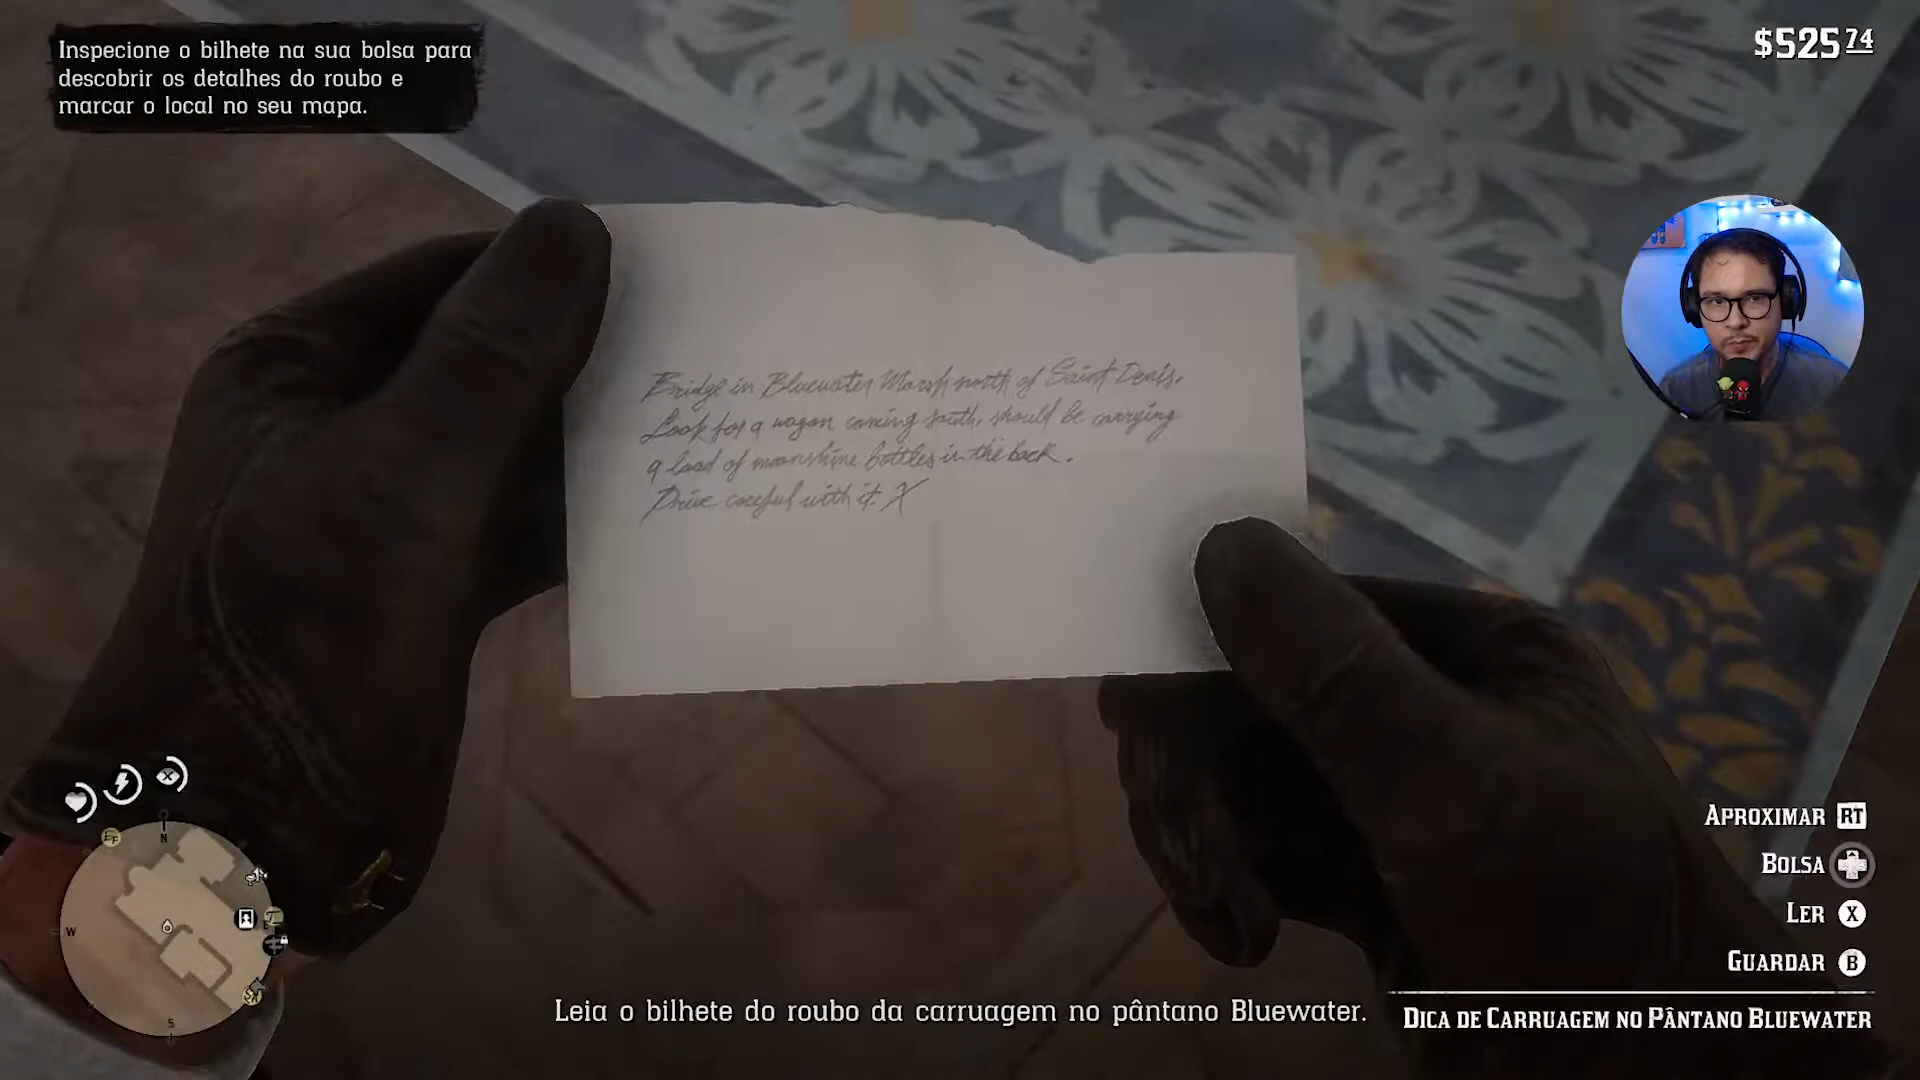 Inspecione o bilhete na sua bolsa para
descobrir os detalhes do roubo e
marcar o local no seu mapa.
$525 74
Bridge in Bluewater Marsh north of Saint Denis.
Look for a wagon coming south, should be carrying
a load of moonshine bottles in the back.
Drive careful with it. X
N
W
S
APROXIMAR RT
BOLSA
LER X
GUARDAR B
Leia o bilhete do roubo da carruagem no pântano Bluewater.
DICA DE CARRUAGEM NO PÂNTANO BLUEWATER